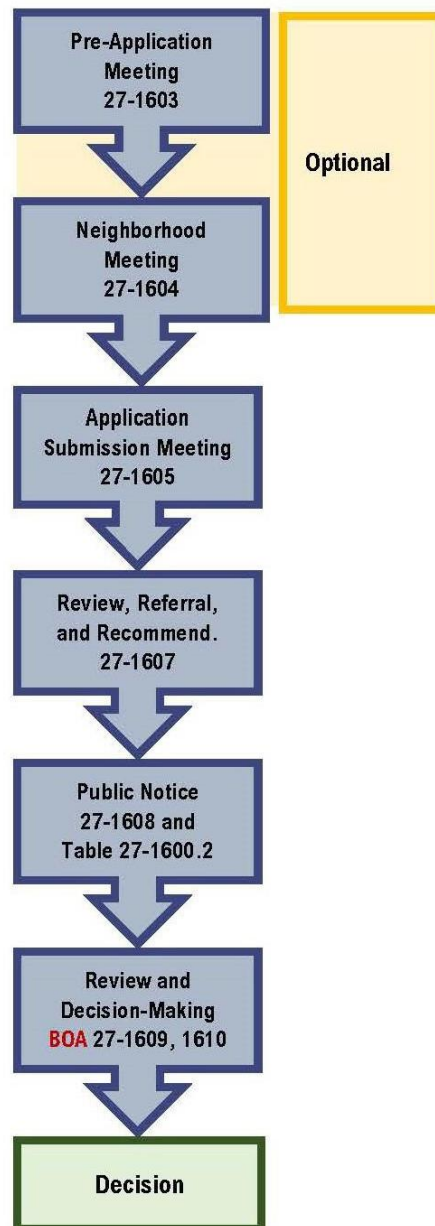 Pre-Application
Meeting
27-1603
Optional
Neighborhood
Meeting
27-1604
Application
Submission Meeting
27-1605
Review, Referral,
and Recommend.
27-1607
Public Notice
27-1608 and
Table 27-1600.2
Review and
Decision-Making
BOA 27-1609, 1610
Decision